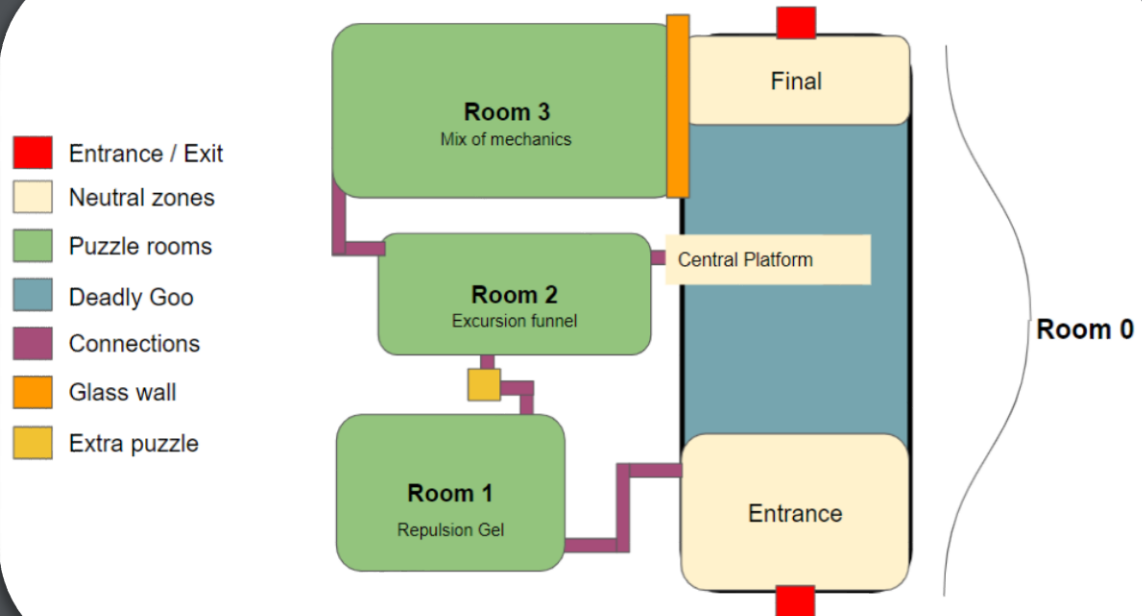 Entrance / Exit
Neutral zones
Puzzle rooms
Deadly Goo
Connections
Glass wall
Extra puzzle
Room 3
Mix of mechanics
Room 2
Excursion funnel
Room 1
Repulsion Gel
Final
Central Platform
Entrance
Room 0